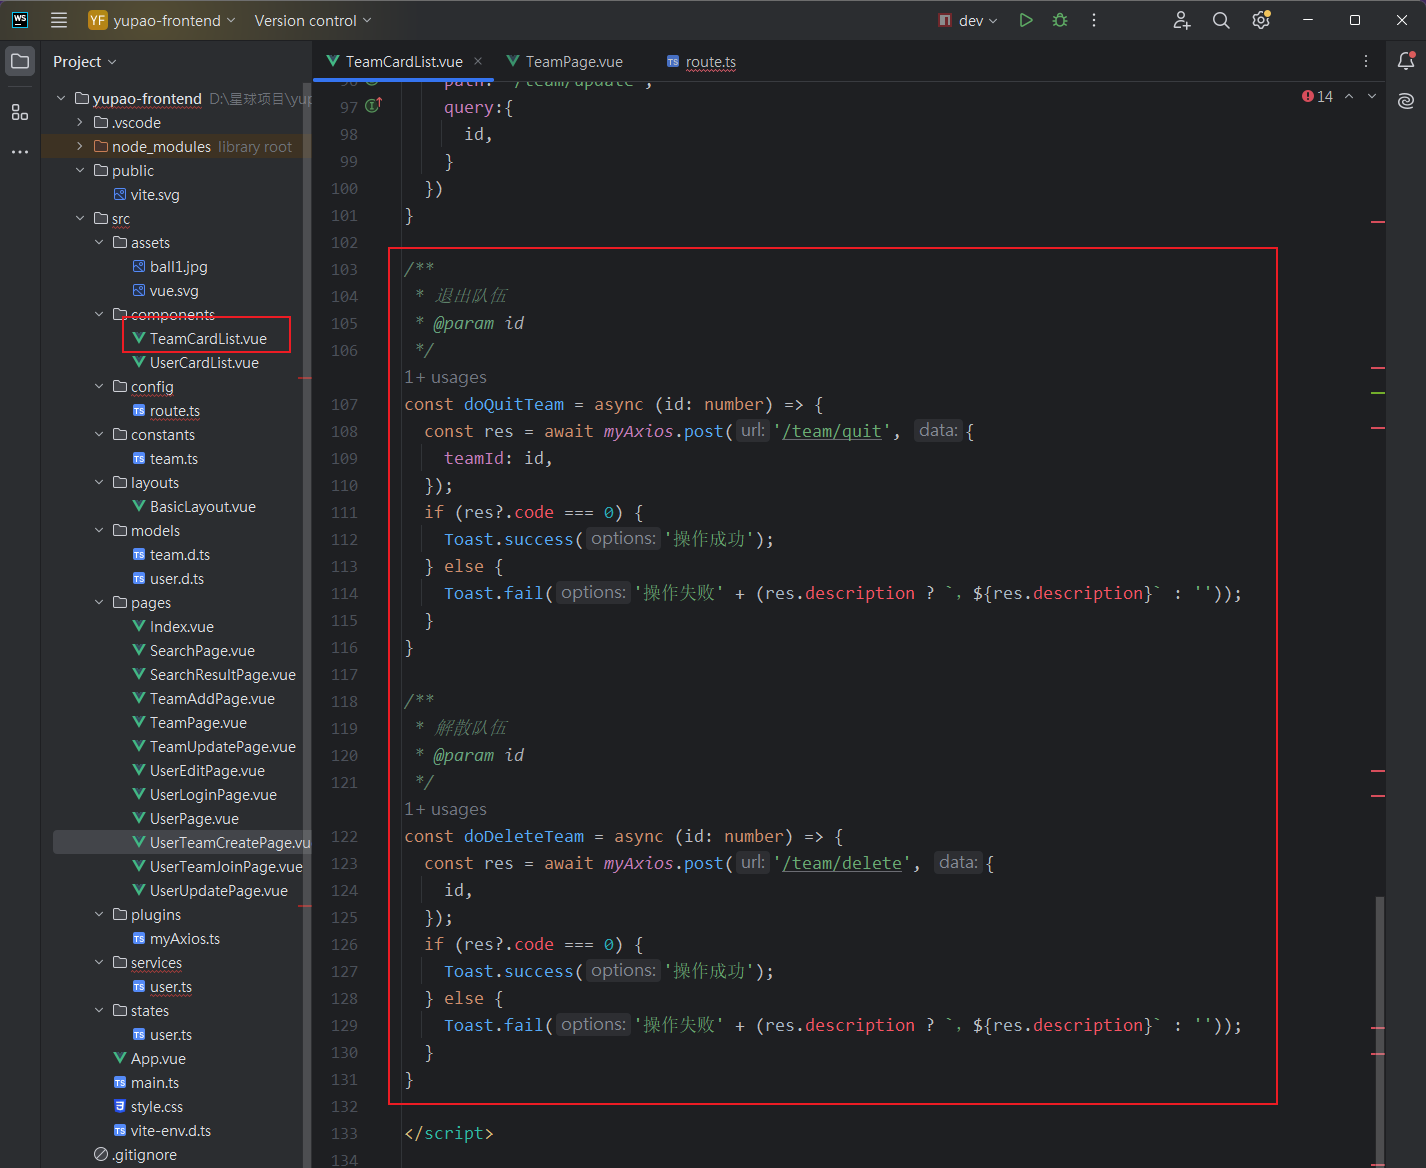 WS
YF yupao-frontend
Version control
dev
Project
TeamCardList.vue
TeamPage.vue
TS route.ts
yupao-frontend D:\星球项目\yup
.vscode
node_modules library root
public
vite.svg
src
assets
ball1.jpg
vue.svg
components
TeamCardList.vue
UserCardList.vue
config
TS route.ts
constants
TS team.ts
layouts
BasicLayout.vue
models
TS team.d.ts
TS user.d.ts
pages
Index.vue
SearchPage.vue
SearchResultPage.vue
TeamAddPage.vue
TeamPage.vue
TeamUpdatePage.vue
UserEditPage.vue
UserLoginPage.vue
UserPage.vue
UserTeamCreatePage.vu
UserTeamJoinPage.vue
UserUpdatePage.vue
plugins
TS myAxios.ts
services
TS user.ts
states
TS user.ts
App.vue
TS main.ts
style.css
TS vite-env.d.ts
.gitignore
14
96 path: '/team/update',
97 query:{
98 id,
99 }
100 })
101 }
102
103 /**
104 * 退出队伍
105 * @param id
106 */
1+ usages
107 const doQuitTeam = async (id: number) => {
108 const res = await myAxios.post( url: '/team/quit', data: {
109 teamId: id,
110 });
111 if (res?.code === 0) {
112 Toast.success( options: '操作成功');
113 } else {
114 Toast.fail( options: '操作失败' + (res.description ? `，${res.description}` : ''));
115 }
116 }
117
118 /**
119 * 解散队伍
120 * @param id
121 */
1+ usages
122 const doDeleteTeam = async (id: number) => {
123 const res = await myAxios.post( url: '/team/delete', data: {
124 id,
125 });
126 if (res?.code === 0) {
127 Toast.success( options: '操作成功');
128 } else {
129 Toast.fail( options: '操作失败' + (res.description ? `，${res.description}` : ''));
130 }
131 }
132
133 </script>
134